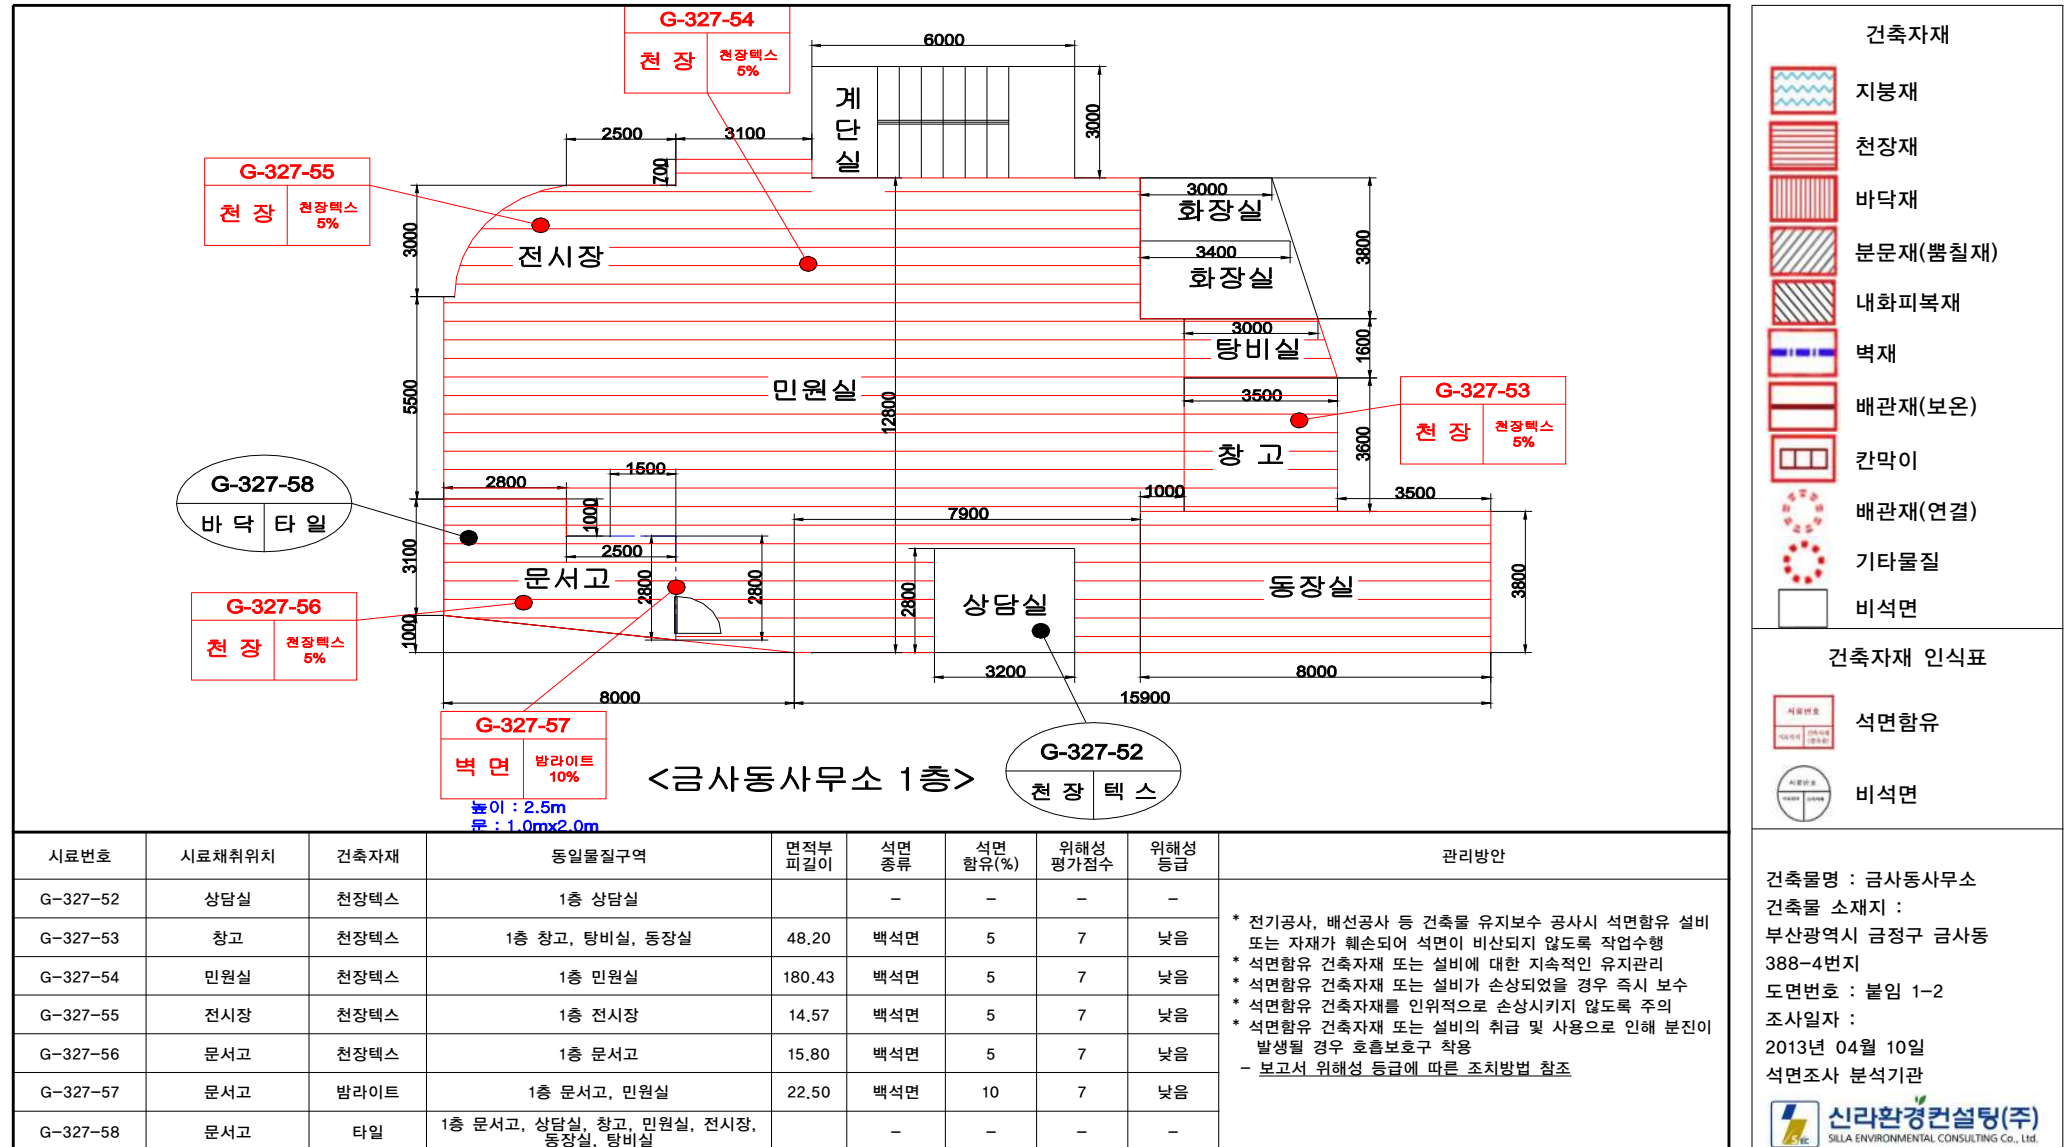 G-327-54
천 장
천장텍스
5%
6000
계
단
실
3000
2500
3100
700
G-327-55
천 장
천장텍스
5%
3000
전시장
3000
화장실
3400
화장실
3800
3000
탕비실
1600
민원실
12800
5500
3500
창 고
3600
G-327-53
천 장
천장텍스
5%
1500
2800
1000
1000
3500
7900
G-327-58
바 닥
타 일
2500
문서고
3100
2800
2800
2800
상담실
동장실
3800
G-327-56
천 장
천장텍스
5%
1000
3200
8000
8000
15900
G-327-57
벽 면
밤라이트
10%
높이 : 2.5m
문 : 1.0mx2.0m
<금사동사무소 1층>
G-327-52
천 장
텍 스
시료번호
시료채취위치
건축자재
동일물질구역
면적부
피길이
석면
종류
석면
함유(%)
위해성
평가점수
위해성
등급
관리방안
G-327-52 상담실 천장텍스 1층 상담실 - - - -
G-327-53 창고 천장텍스 1층 창고, 탕비실, 동장실 48.20 백석면 5 7 낮음
G-327-54 민원실 천장텍스 1층 민원실 180.43 백석면 5 7 낮음
G-327-55 전시장 천장텍스 1층 전시장 14.57 백석면 5 7 낮음
G-327-56 문서고 천장텍스 1층 문서고 15.80 백석면 5 7 낮음
G-327-57 문서고 밤라이트 1층 문서고, 민원실 22.50 백석면 10 7 낮음
G-327-58 문서고 타일 1층 문서고, 상담실, 창고, 민원실, 전시장,
동장실, 탕비실 - - - -
* 전기공사, 배선공사 등 건축물 유지보수 공사시 석면함유 설비
또는 자재가 훼손되어 석면이 비산되지 않도록 작업수행
* 석면함유 건축자재 또는 설비에 대한 지속적인 유지관리
* 석면함유 건축자재 또는 설비가 손상되었을 경우 즉시 보수
* 석면함유 건축자재를 인위적으로 손상시키지 않도록 주의
* 석면함유 건축자재 또는 설비의 취급 및 사용으로 인해 분진이
발생될 경우 호흡보호구 착용
- 보고서 위해성 등급에 따른 조치방법 참조
건축자재
지붕재
천장재
바닥재
분문재(뿜칠재)
내화피복재
벽재
배관재(보온)
칸막이
배관재(연결)
기타물질
비석면
건축자재 인식표
시료번호
석면함유
비석면
건축물명 : 금사동사무소
건축물 소재지 :
부산광역시 금정구 금사동
388-4번지
도면번호 : 붙임 1-2
조사일자 :
2013년 04월 10일
석면조사 분석기관
신라환경컨설팅(주)
SILLA ENVIRONMENTAL CONSULTING Co., Ltd.